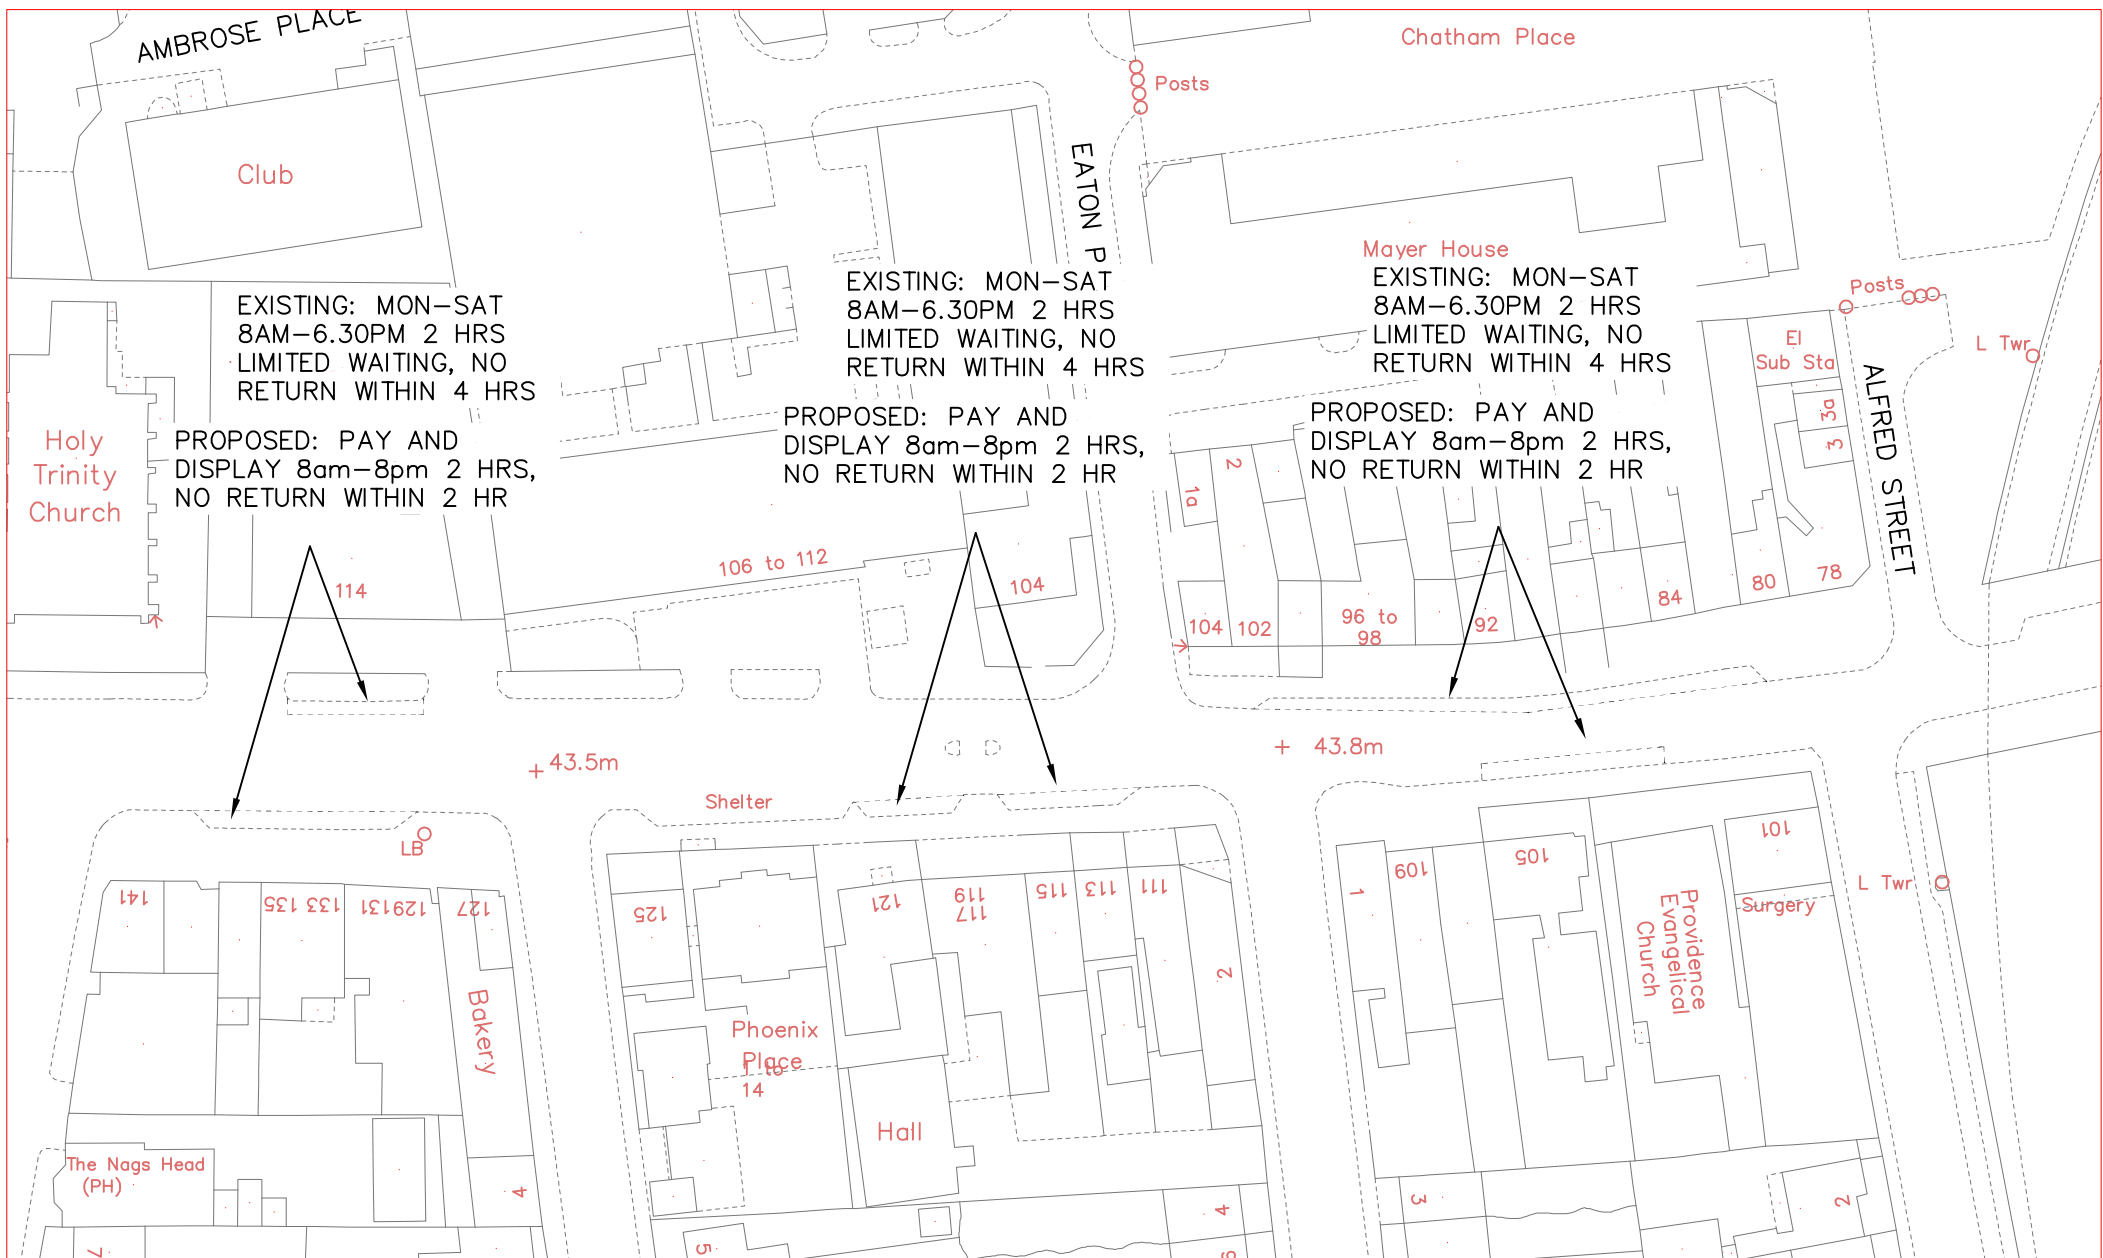 AMBROSE PLACE
Chatham Place
Posts
Club
EATON P
Mayer House
EXISTING: MON-SAT
8AM-6.30PM 2 HRS
LIMITED WAITING, NO
RETURN WITHIN 4 HRS
PROPOSED: PAY AND
DISPLAY 8am-8pm 2 HRS,
NO RETURN WITHIN 2 HR
EXISTING: MON-SAT
8AM-6.30PM 2 HRS
LIMITED WAITING, NO
RETURN WITHIN 4 HRS
PROPOSED: PAY AND
DISPLAY 8am-8pm 2 HRS,
NO RETURN WITHIN 2 HR
EXISTING: MON-SAT
8AM-6.30PM 2 HRS
LIMITED WAITING, NO
RETURN WITHIN 4 HRS
PROPOSED: PAY AND
DISPLAY 8am-8pm 2 HRS,
NO RETURN WITHIN 2 HR
Posts
L Twr
El
Sub Sta
3a
3
ALFRED STREET
Holy
Trinity
Church
1a
2
114
106 to 112
104
104
102
96 to
98
92
84
80
78
43.5m
43.8m
Shelter
LB
141
135
133
131
129
127
125
121
119
117
115
113
111
2
1
109
105
101
L Twr
Surgery
Providence
Evangelical
Church
Bakery
Phoenix
Place
1 to
14
Hall
The Nags Head
(PH)
4
7
5
4
3
2